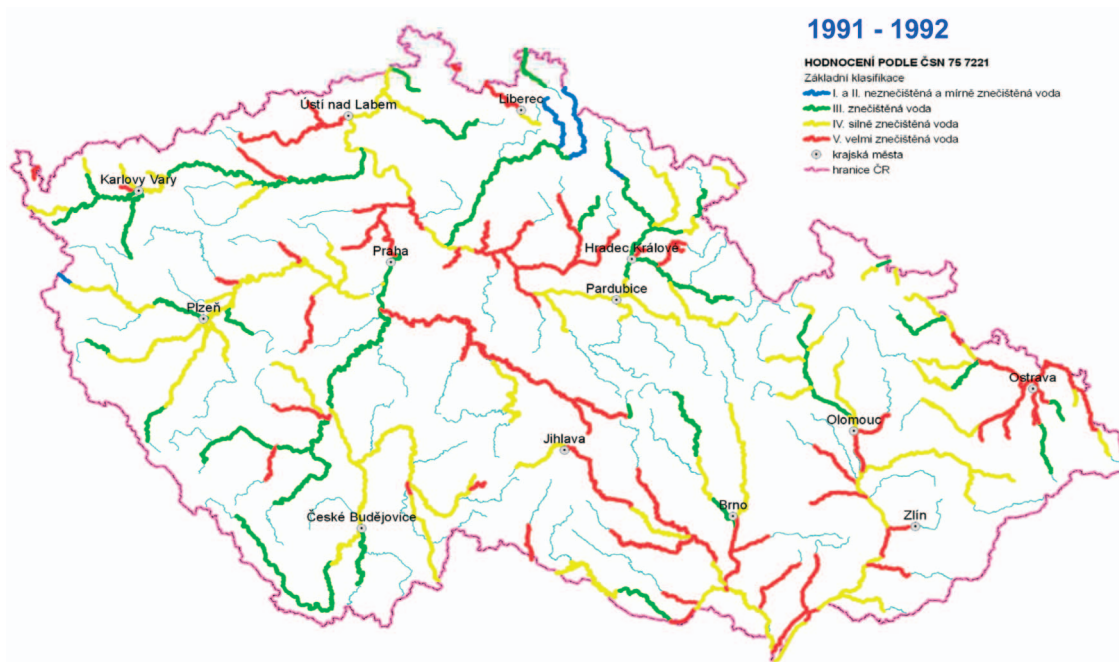 1991 - 1992
HODNOCENÍ PODLE ČSN 75 7221
Základní klasifikace
I. a II. neznečištěná a mírně znečištěná voda
III. znečištěná voda
IV. silně znečištěná voda
V. velmi znečištěná voda
krajská města
hranice ČR
Liberec
Ústí nad Labem
Karlovy Vary
Hradec Králové
Praha
Pardubice
Plzeň
Ostrava
Olomouc
Jihlava
Brno
České Budějovice
Zlín